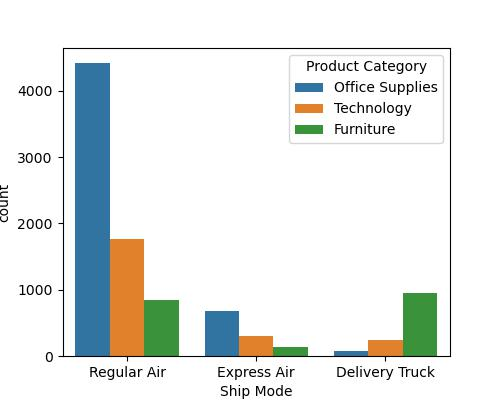 Product Category
Office Supplies
Technology
Furniture
4000
3000
2000
1000
0
count
Regular Air
Express Air
Delivery Truck
Ship Mode